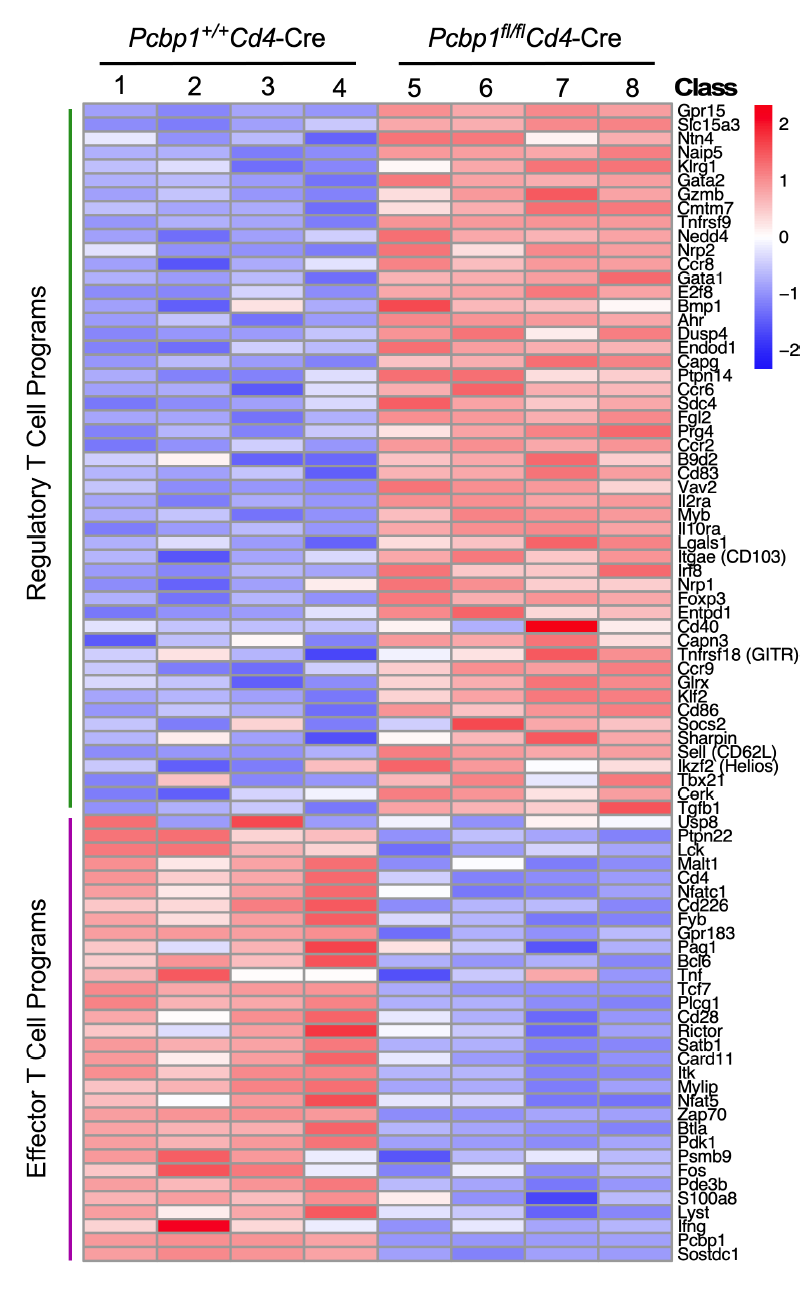 Pcbp1+/+Cd4-Cre Pcbp1fl/flCd4-Cre
1 2 3 4 5 6 7 8 Class
Regulatory T Cell Programs
Effector T Cell Programs
Gpr15
Slc15a3
Ntn4
Naip5
Klrg1
Gata2
Gzmb
Cmtm7
Tnfrsf9
Nedd4
Nrp2
Ccr8
Gata1
E2f8
Bmp1
Ahr
Dusp4
Endod1
Capg
Ptpn14
Ccr6
Sdc4
Fgl2
Prg4
Ccr2
B9d2
Cd83
Vav2
Il2ra
Myb
Il10ra
Lgals1
Itgae (CD103)
Irf8
Nrp1
Foxp3
Entpd1
Cd40
Capn3
Tnfrsf18 (GITR)
Ccr9
Glrx
Klf2
Cd86
Socs2
Sharpin
Sell (CD62L)
Ikzf2 (Helios)
Tbx21
Cerk
Tgfb1
Usp8
Ptpn22
Lck
Malt1
Cd4
Nfatc1
Cd226
Fyb
Gpr183
Pag1
Bcl6
Tnf
Tcf7
Plcg1
Cd28
Rictor
Satb1
Card11
Itk
Mylip
Nfat5
Zap70
Btla
Pdk1
Psmb9
Fos
Pde3b
S100a8
Lyst
Ifng
Pcbp1
Sostdc1
2
1
0
−1
−2